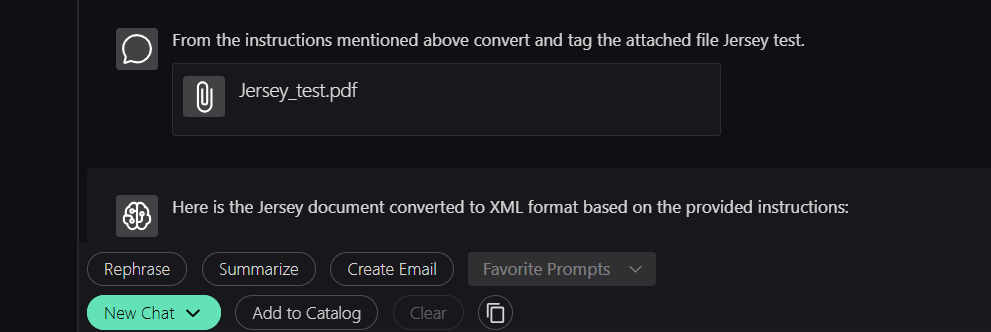 From the instructions mentioned above convert and tag the attached file Jersey test.
Jersey_test.pdf
Here is the Jersey document converted to XML format based on the provided instructions:
Rephrase Summarize Create Email Favorite Prompts
New Chat Add to Catalog Clear